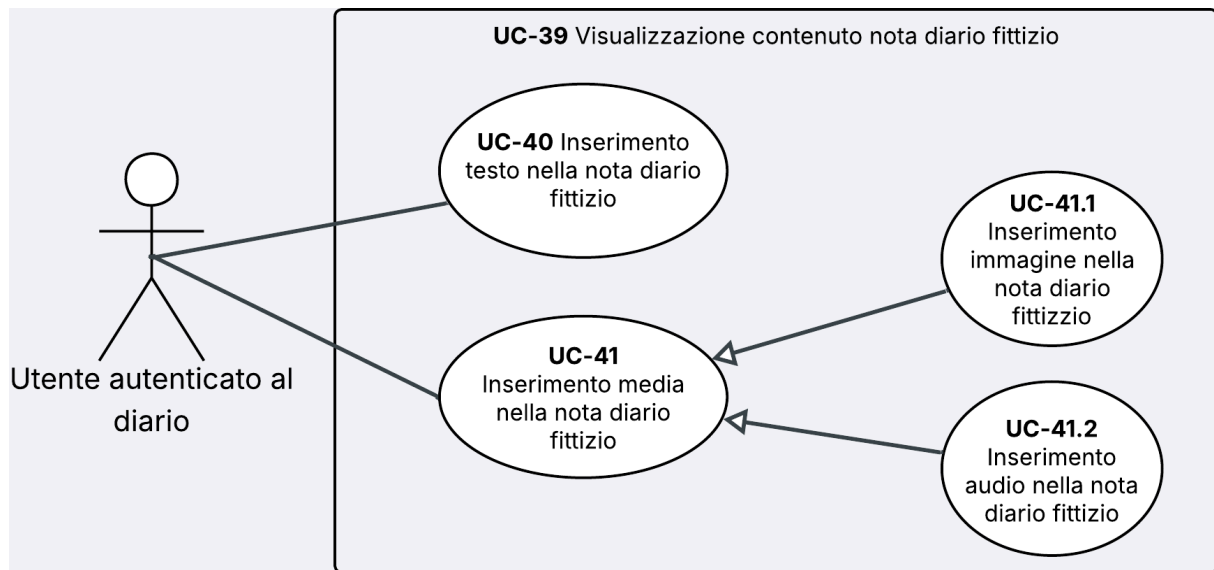 UC-39 Visualizzazione contenuto nota diario fittizio
UC-40 Inserimento
testo nella nota diario
fittizio
UC-41.1
Inserimento
immagine nella
nota diario
fittizzio
Utente autenticato al
diario
UC-41
Inserimento media
nella nota diario
fittizio
UC-41.2
Inserimento
audio nella nota
diario fittizio